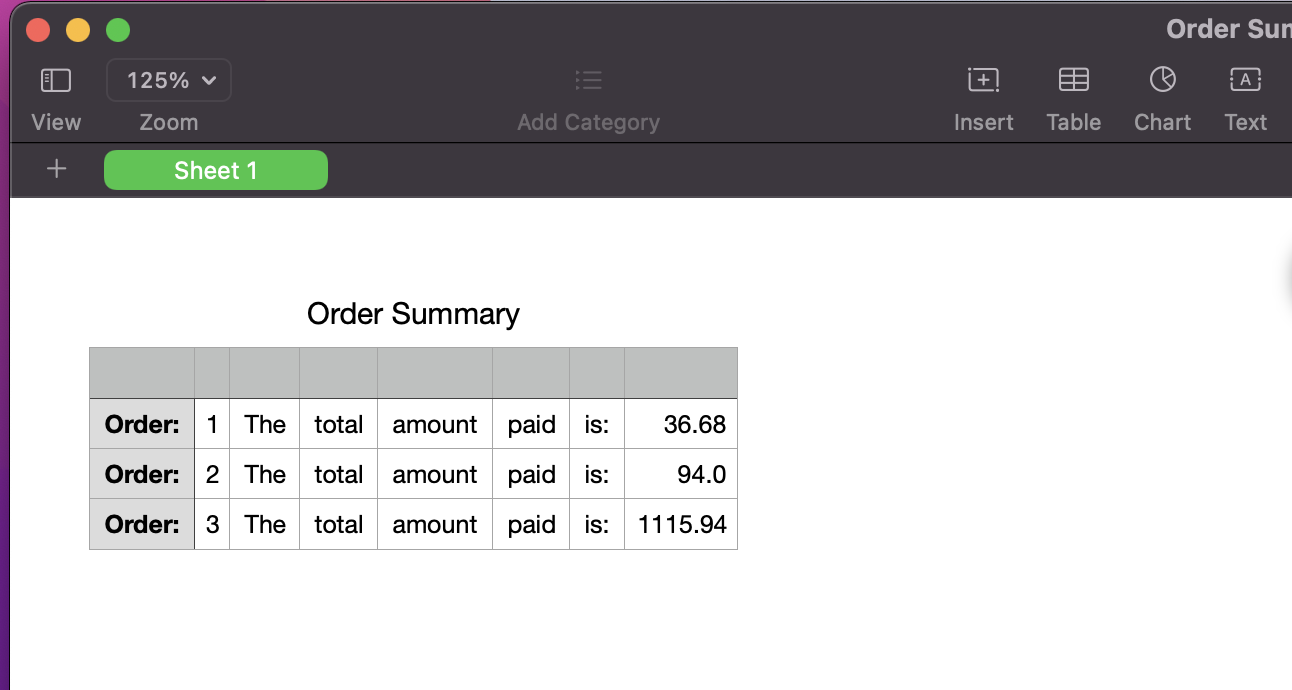 Order Sum
125%
View Zoom Add Category Insert Table Chart Text
+ Sheet 1
Order Summary
Order: 1 The total amount paid is: 36.68
Order: 2 The total amount paid is: 94.0
Order: 3 The total amount paid is: 1115.94